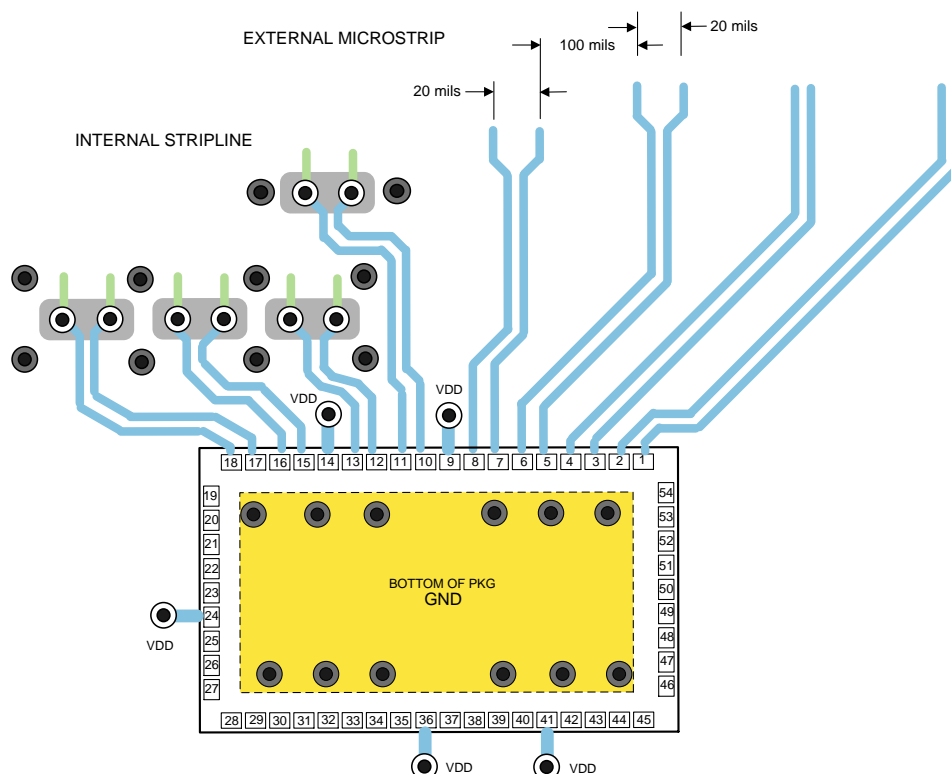 EXTERNAL MICROSTRIP
20 mils
100 mils
20 mils
INTERNAL STRIPLINE
VDD
VDD
18 17 16 15 14 13 12 11 10 9 8 7 6 5 4 3 2 1
19
20
21
22
23
24
25
26
27
54
53
52
51
50
49
48
47
46
BOTTOM OF PKG
GND
VDD
28 29 30 31 32 33 34 35 36 37 38 39 40 41 42 43 44 45
VDD
VDD